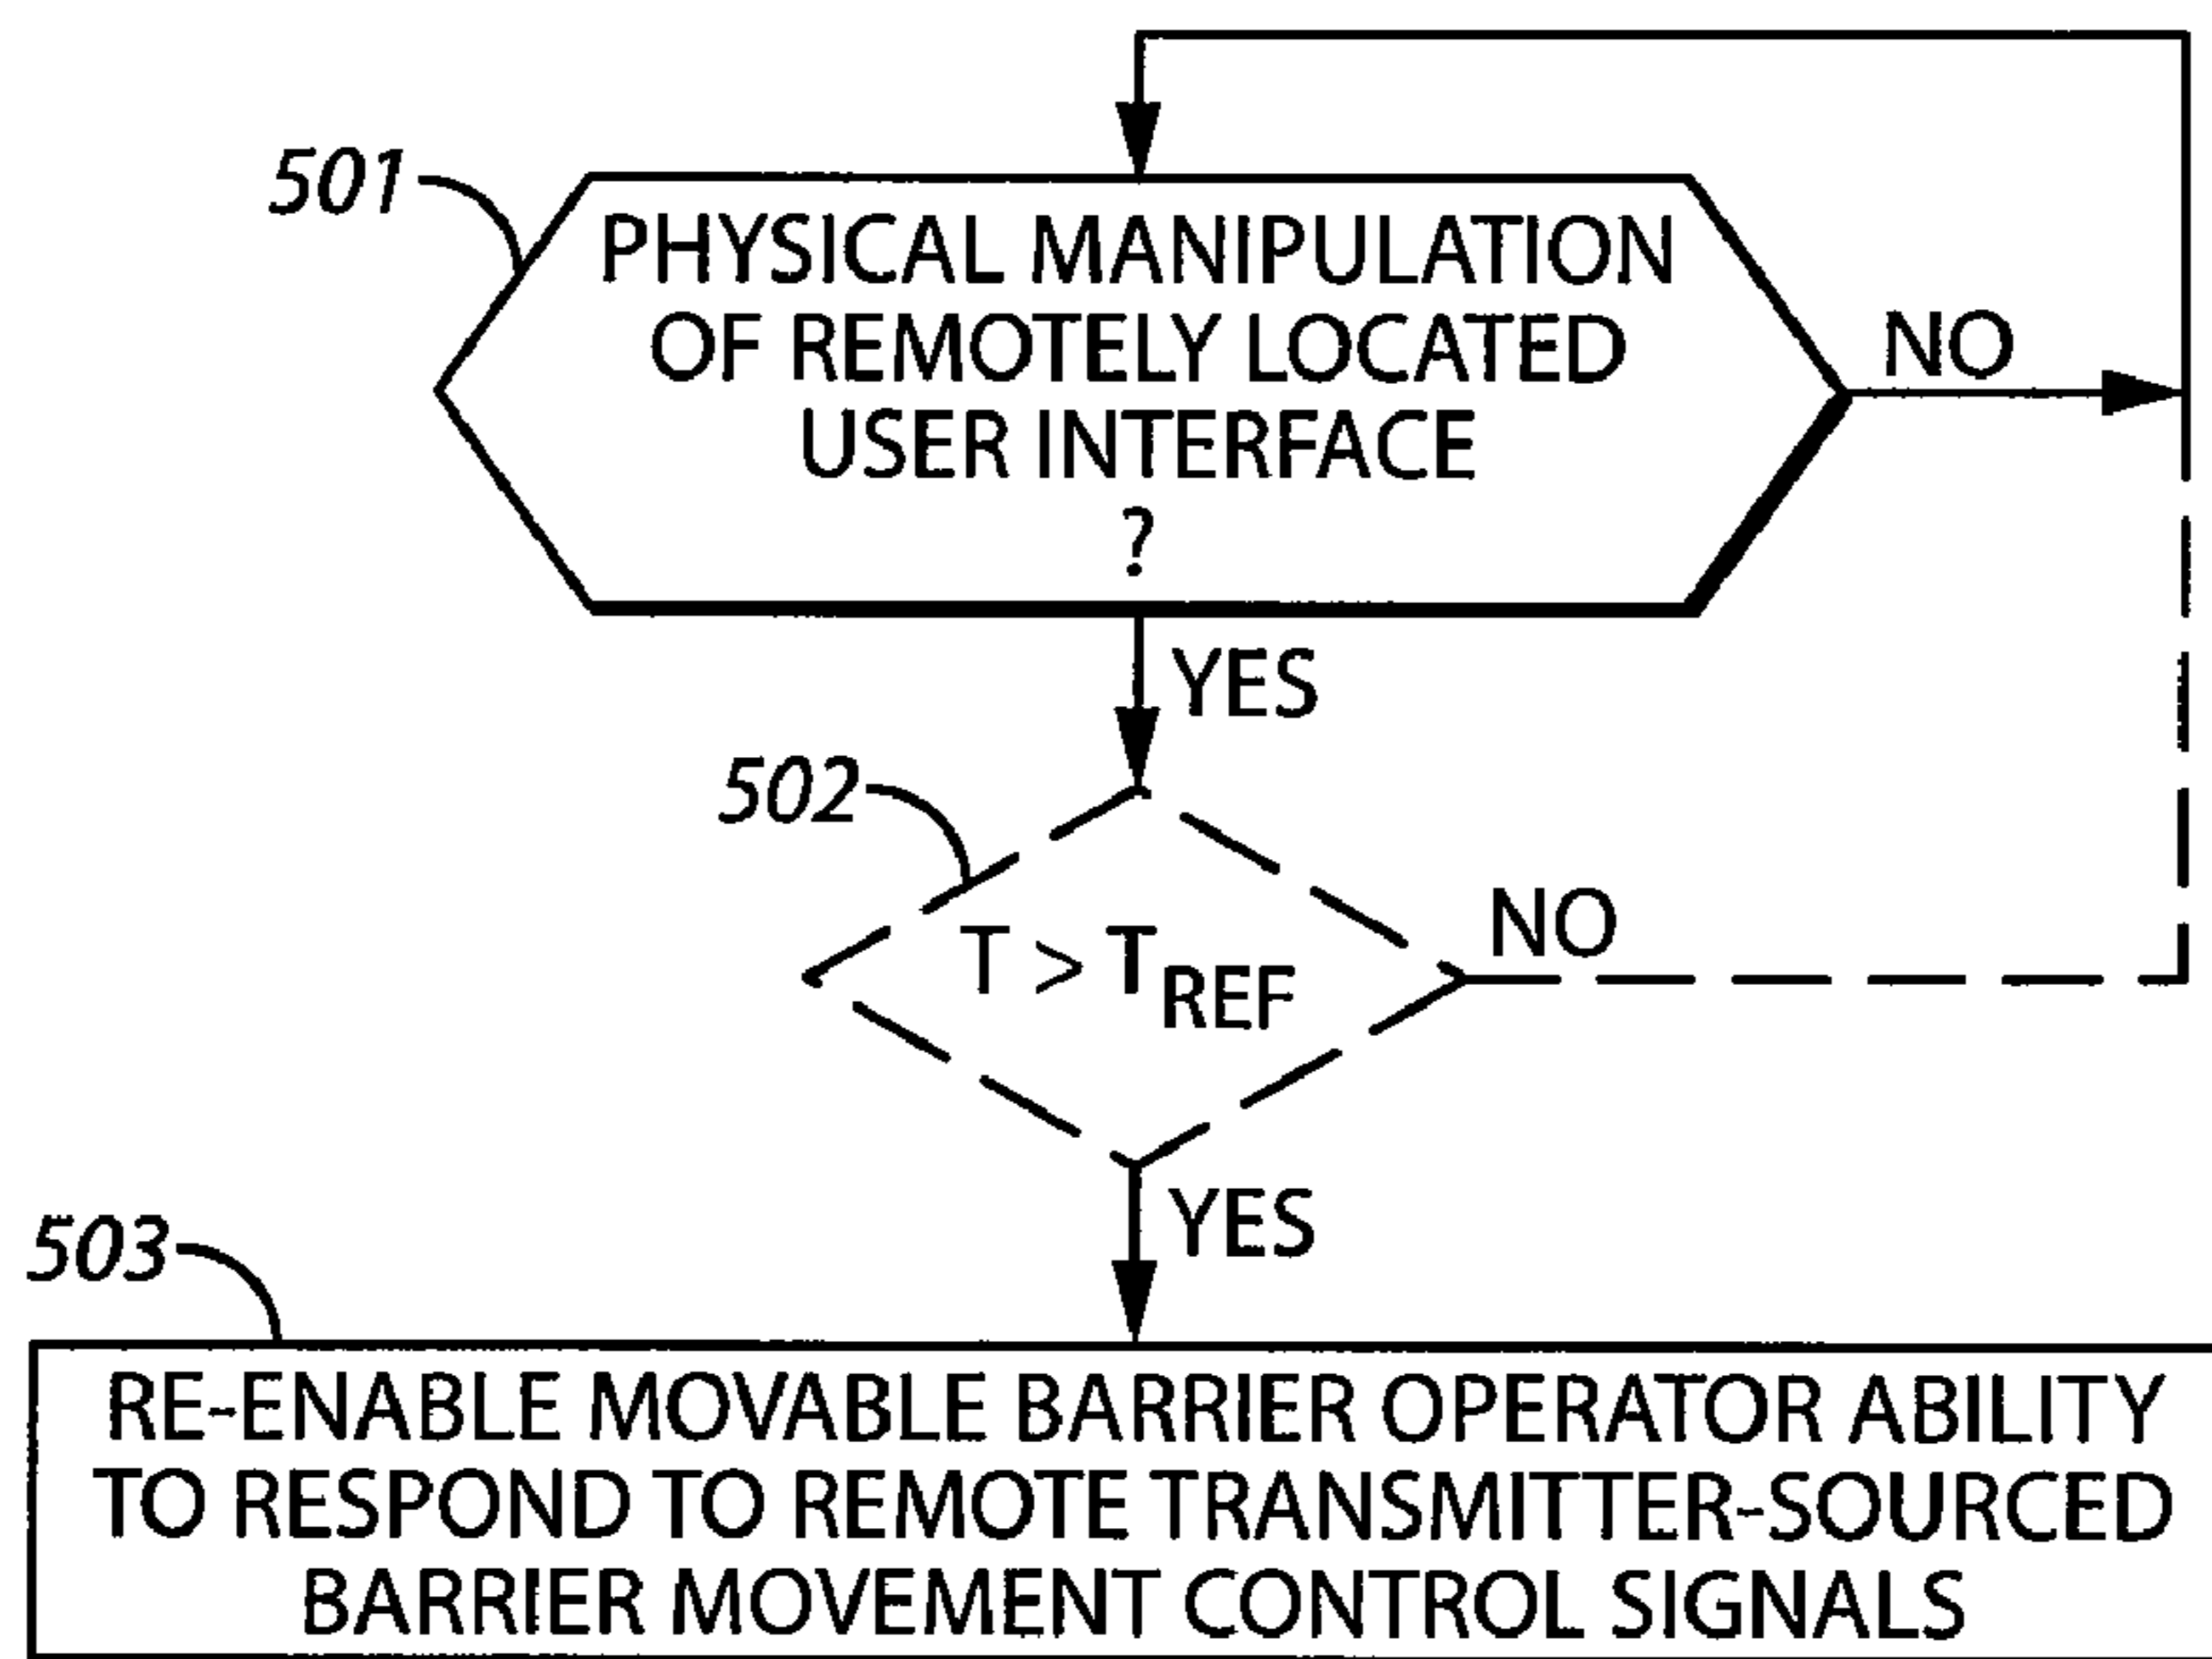 501
PHYSICAL MANIPULATION
OF REMOTELY LOCATED
USER INTERFACE
?
NO
YES
502
T > TREF
NO
YES
503
RE-ENABLE MOVABLE BARRIER OPERATOR ABILITY
TO RESPOND TO REMOTE TRANSMITTER-SOURCED
BARRIER MOVEMENT CONTROL SIGNALS